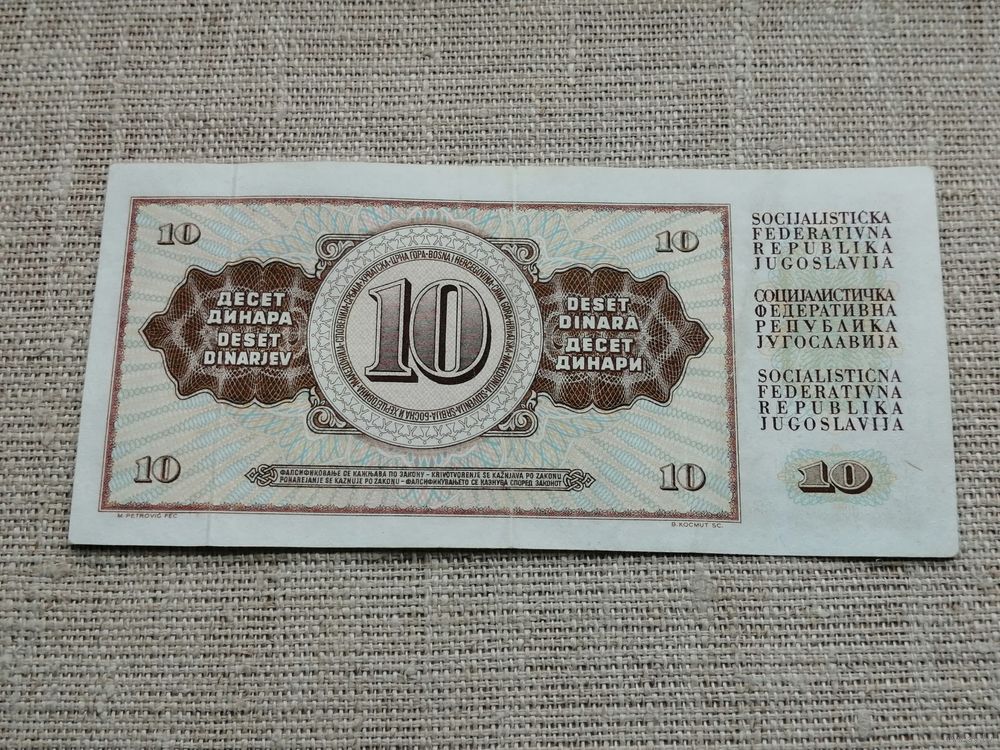 10
10
ДЕСЕТ
ДИНАРА
DESET
DINARJEV
10
DESET
DINARA
ДЕСЕТ
ДИНАРИ
10
10
ФАЛСИФИКОВАЊЕ СЕ КАЖЊАВА ПО ЗАКОНУ - KRIVOTVORENJE SE KAŽNJAVA PO ZAKONU
PONAREJANJE SE KAZNUJE PO ZAKONU - ФАЛСИФИКУВАЊЕТО СЕ КАЗНУВА СПОРЕД ЗАКОНОТ
M. PETROVIĆ FEC.
B. KOCMUT SC.
SOCIJALISTIČKA
FEDERATIVNA
REPUBLIKA
JUGOSLAVIJA
СОЦИЈАЛИСТИЧКА
ФЕДЕРАТИВНА
РЕПУБЛИКА
ЈУГОСЛАВИЈА
SOCIALISTIČNA
FEDERATIVNA
REPUBLIKA
JUGOSLAVIJA
10